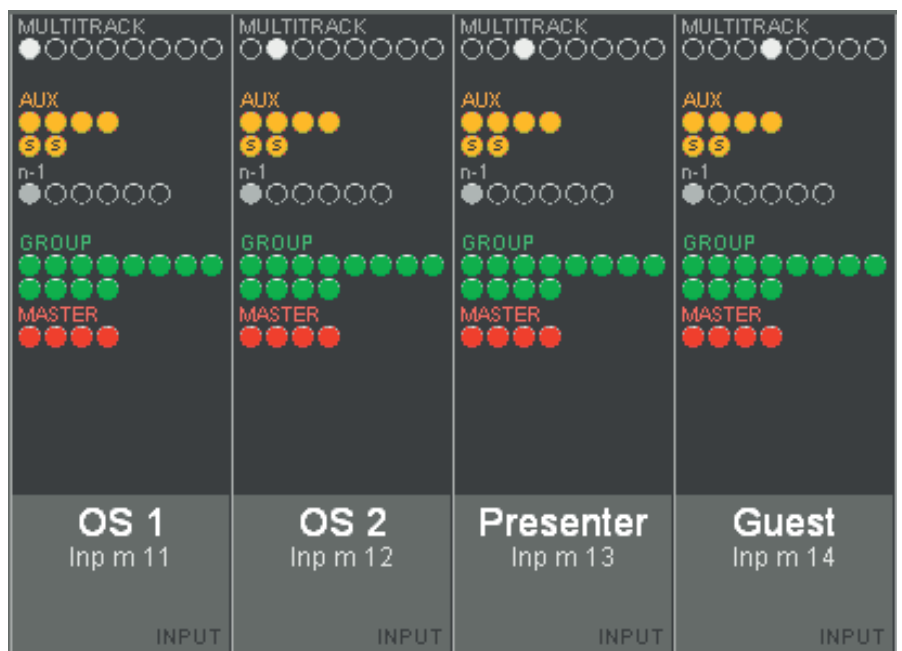 MULTITRACK
AUX
S S
n-1
GROUP
MASTER
OS 1
Inp m 11
INPUT
MULTITRACK
AUX
S S
n-1
GROUP
MASTER
OS 2
Inp m 12
INPUT
MULTITRACK
AUX
S S
n-1
GROUP
MASTER
Presenter
Inp m 13
INPUT
MULTITRACK
AUX
S S
n-1
GROUP
MASTER
Guest
Inp m 14
INPUT